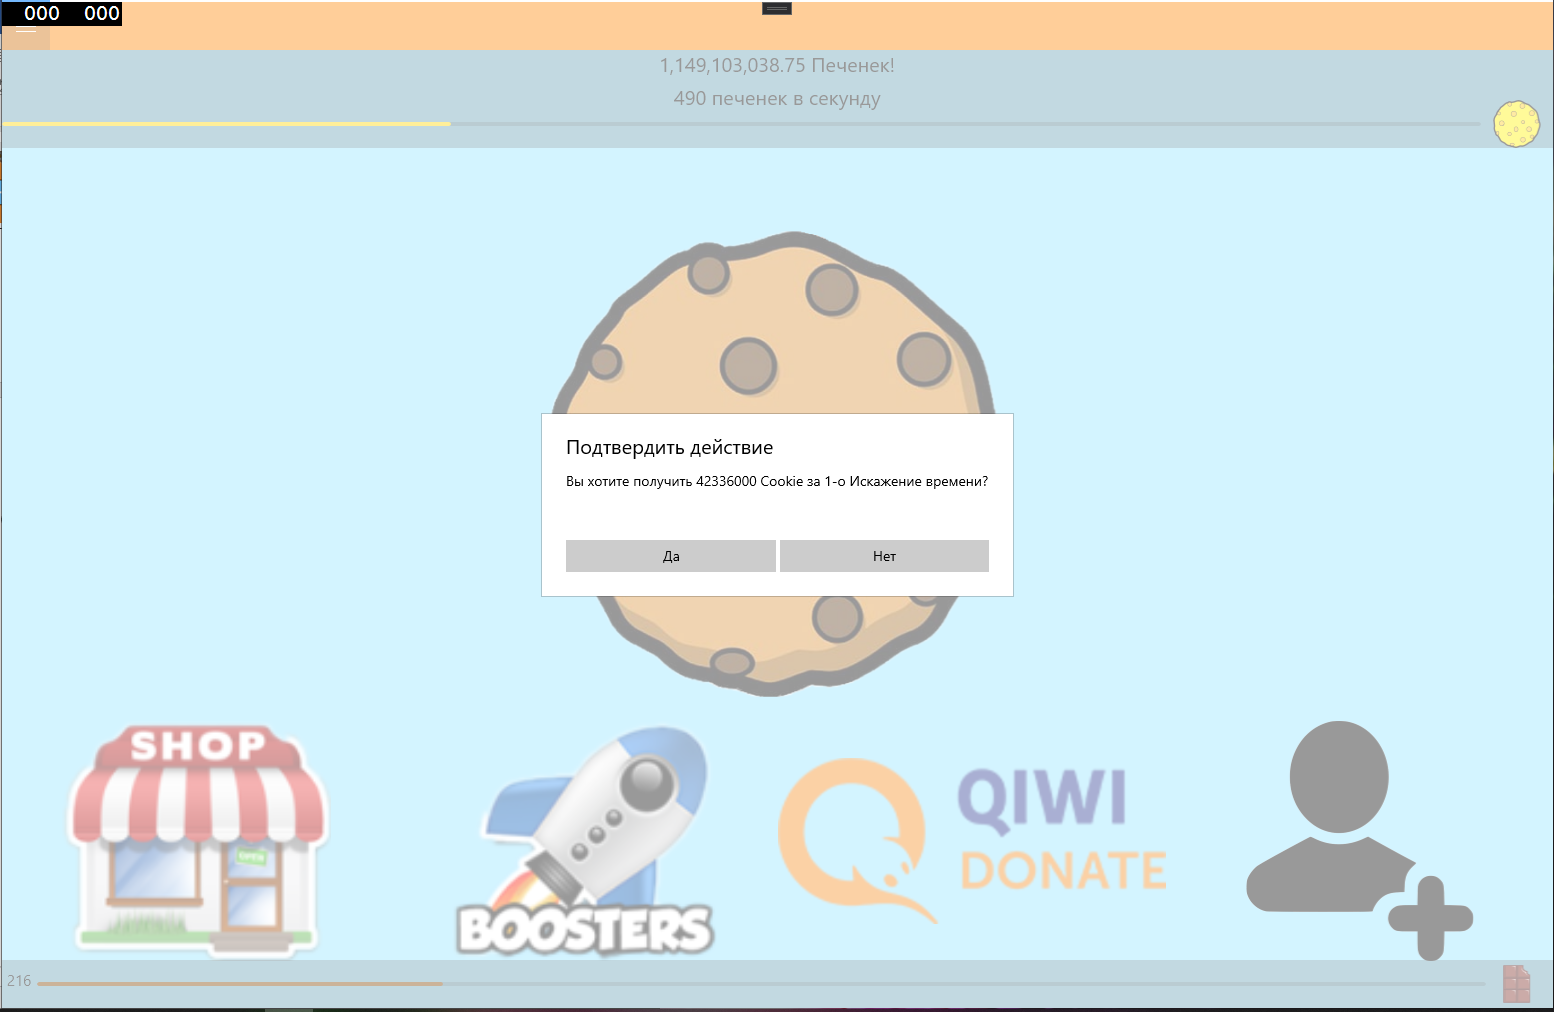 000 000
1,149,103,038.75 Печенек!
490 печенек в секунду
Подтвердить действие
Вы хотите получить 42336000 Cookie за 1-о Искажение времени?
Да Нет
SHOP
OPEN
BOOSTERS
QIWI
DONATE
216